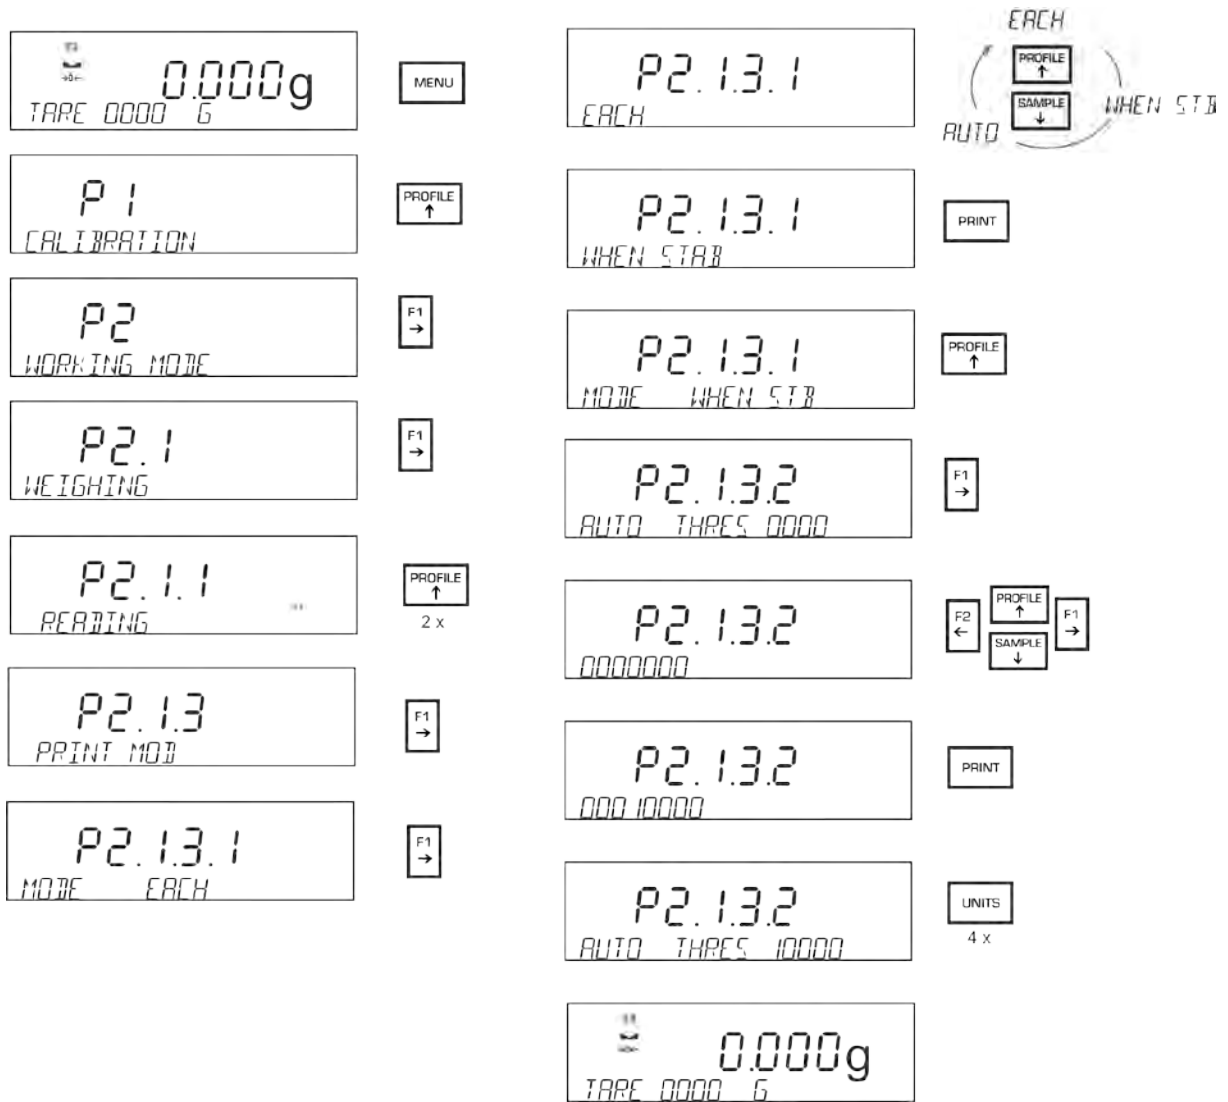 0.000g
TARE 0000 G
MENU
P1
CALIBRATION
PROFILE
↑
P2
WORKING MODE
F1
→
P2.1
WEIGHING
F1
→
P2.1.1
READING
PROFILE
↑
2 x
P2.1.3
PRINT MOD
F1
→
P2.1.3.1
MODE EACH
F1
→
P2.1.3.1
EACH
EACH
PROFILE
↑
SAMPLE
↓
WHEN STB
AUTO
P2.1.3.1
WHEN STAB
PRINT
P2.1.3.1
MODE WHEN STB
PROFILE
↑
P2.1.3.2
AUTO THRES 0000
F1
→
P2.1.3.2
0000000
F2
←
PROFILE
↑
SAMPLE
↓
F1
→
P2.1.3.2
00010000
PRINT
P2.1.3.2
AUTO THRES 10000
UNITS
4 x
0.000g
TARE 0000 G